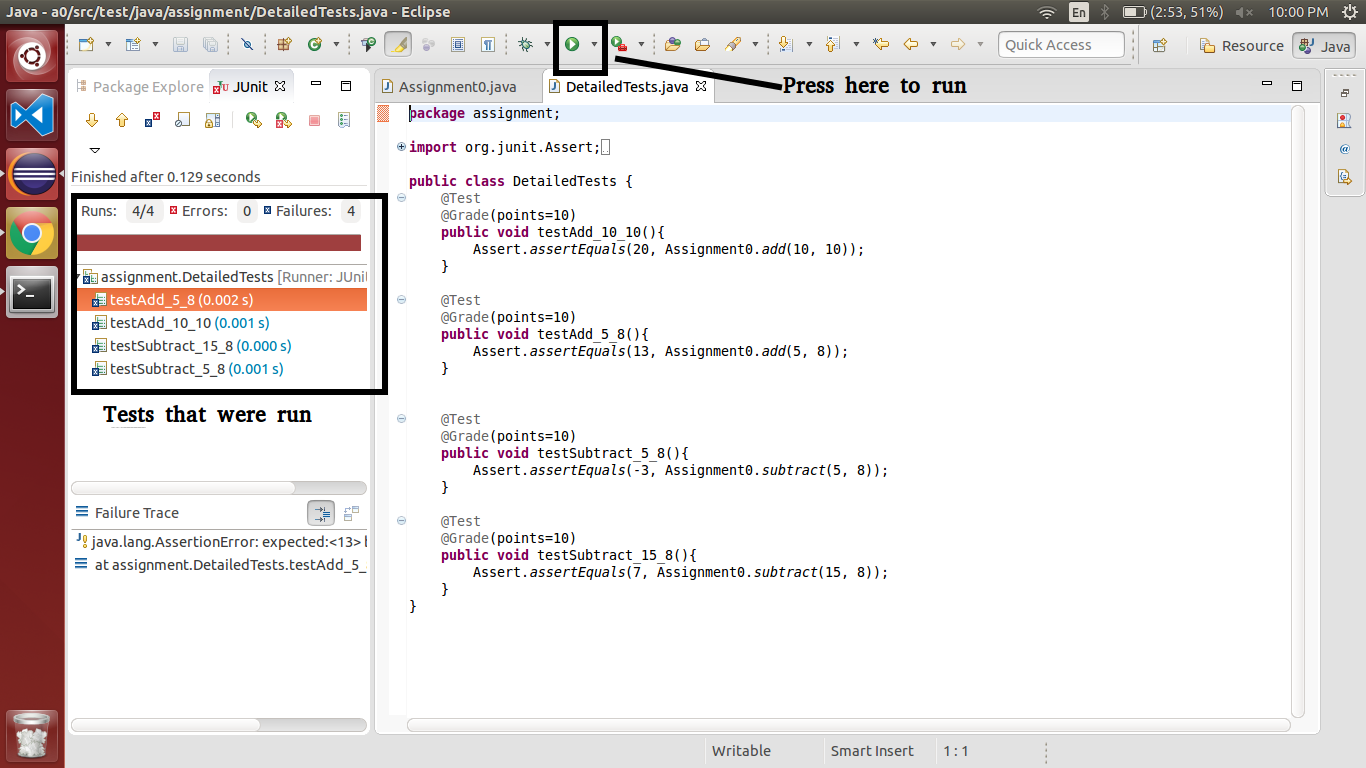 Java - a0/src/test/java/assignment/DetailedTests.java - Eclipse
En
(2:53, 51%)
10:00 PM
Quick Access
Resource
Java
Package Explorer
JUnit
Assignment0.java
DetailedTests.java
Press here to run
Finished after 0.129 seconds
Runs: 4/4 Errors: 0 Failures: 4
assignment.DetailedTests [Runner: JUni
testAdd_5_8 (0.002 s)
testAdd_10_10 (0.001 s)
testSubtract_15_8 (0.000 s)
testSubtract_5_8 (0.001 s)
Tests that were run
Failure Trace
java.lang.AssertionError: expected:<13> b
at assignment.DetailedTests.testAdd_5_
package assignment;
import org.junit.Assert;
public class DetailedTests {
@Test
@Grade(points=10)
public void testAdd_10_10(){
Assert.assertEquals(20, Assignment0.add(10, 10));
}
@Test
@Grade(points=10)
public void testAdd_5_8(){
Assert.assertEquals(13, Assignment0.add(5, 8));
}
@Test
@Grade(points=10)
public void testSubtract_5_8(){
Assert.assertEquals(-3, Assignment0.subtract(5, 8));
}
@Test
@Grade(points=10)
public void testSubtract_15_8(){
Assert.assertEquals(7, Assignment0.subtract(15, 8));
}
}
Writable
Smart Insert
1 : 1